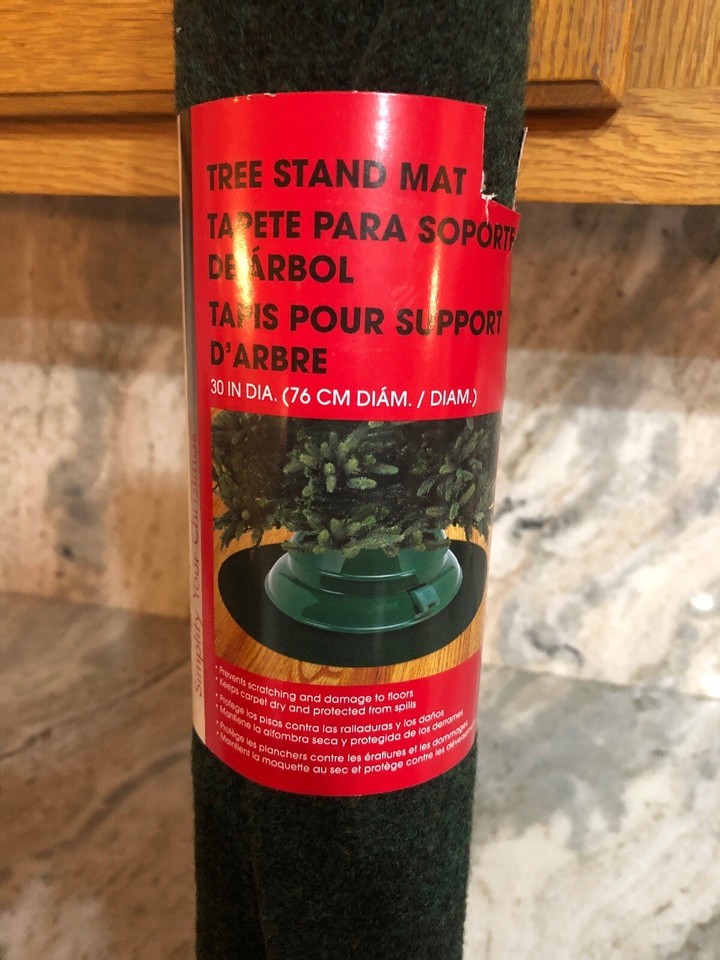 TREE STAND MAT
TAPETE PARA SOPORTE
DE ÁRBOL
TAPIS POUR SUPPORT
D'ARBRE
30 IN DIA. (76 CM DIÁM. / DIAM.)
Simplify Your Christmas
• Prevents scratching and damage to floors
• Keeps carpet dry and protected from spills
• Protege los pisos contra las ralladuras y los daños
• Mantiene la alfombra seca y protegida de los derrames
• Protège les planchers contre les éraflures et les dommages
• Maintient la moquette au sec et protège contre les